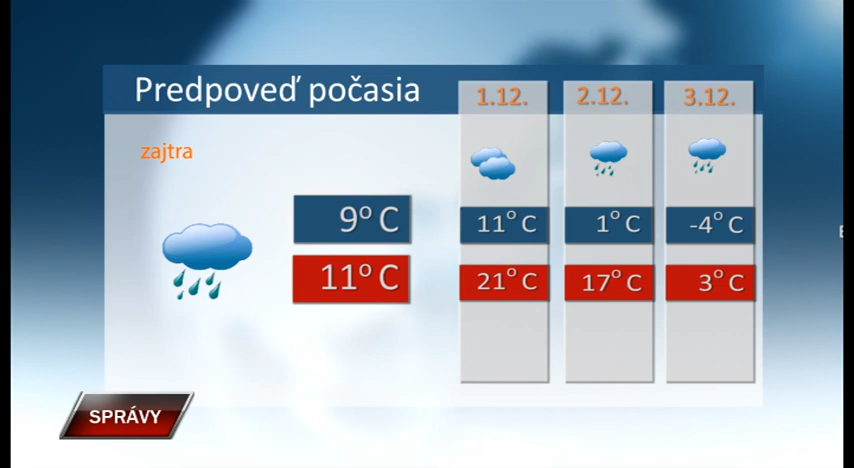 Predpoveď počasia
zajtra
9° C
11° C
1.12. 2.12. 3.12.
11° C 1° C -4° C
21° C 17° C 3° C
SPRÁVY